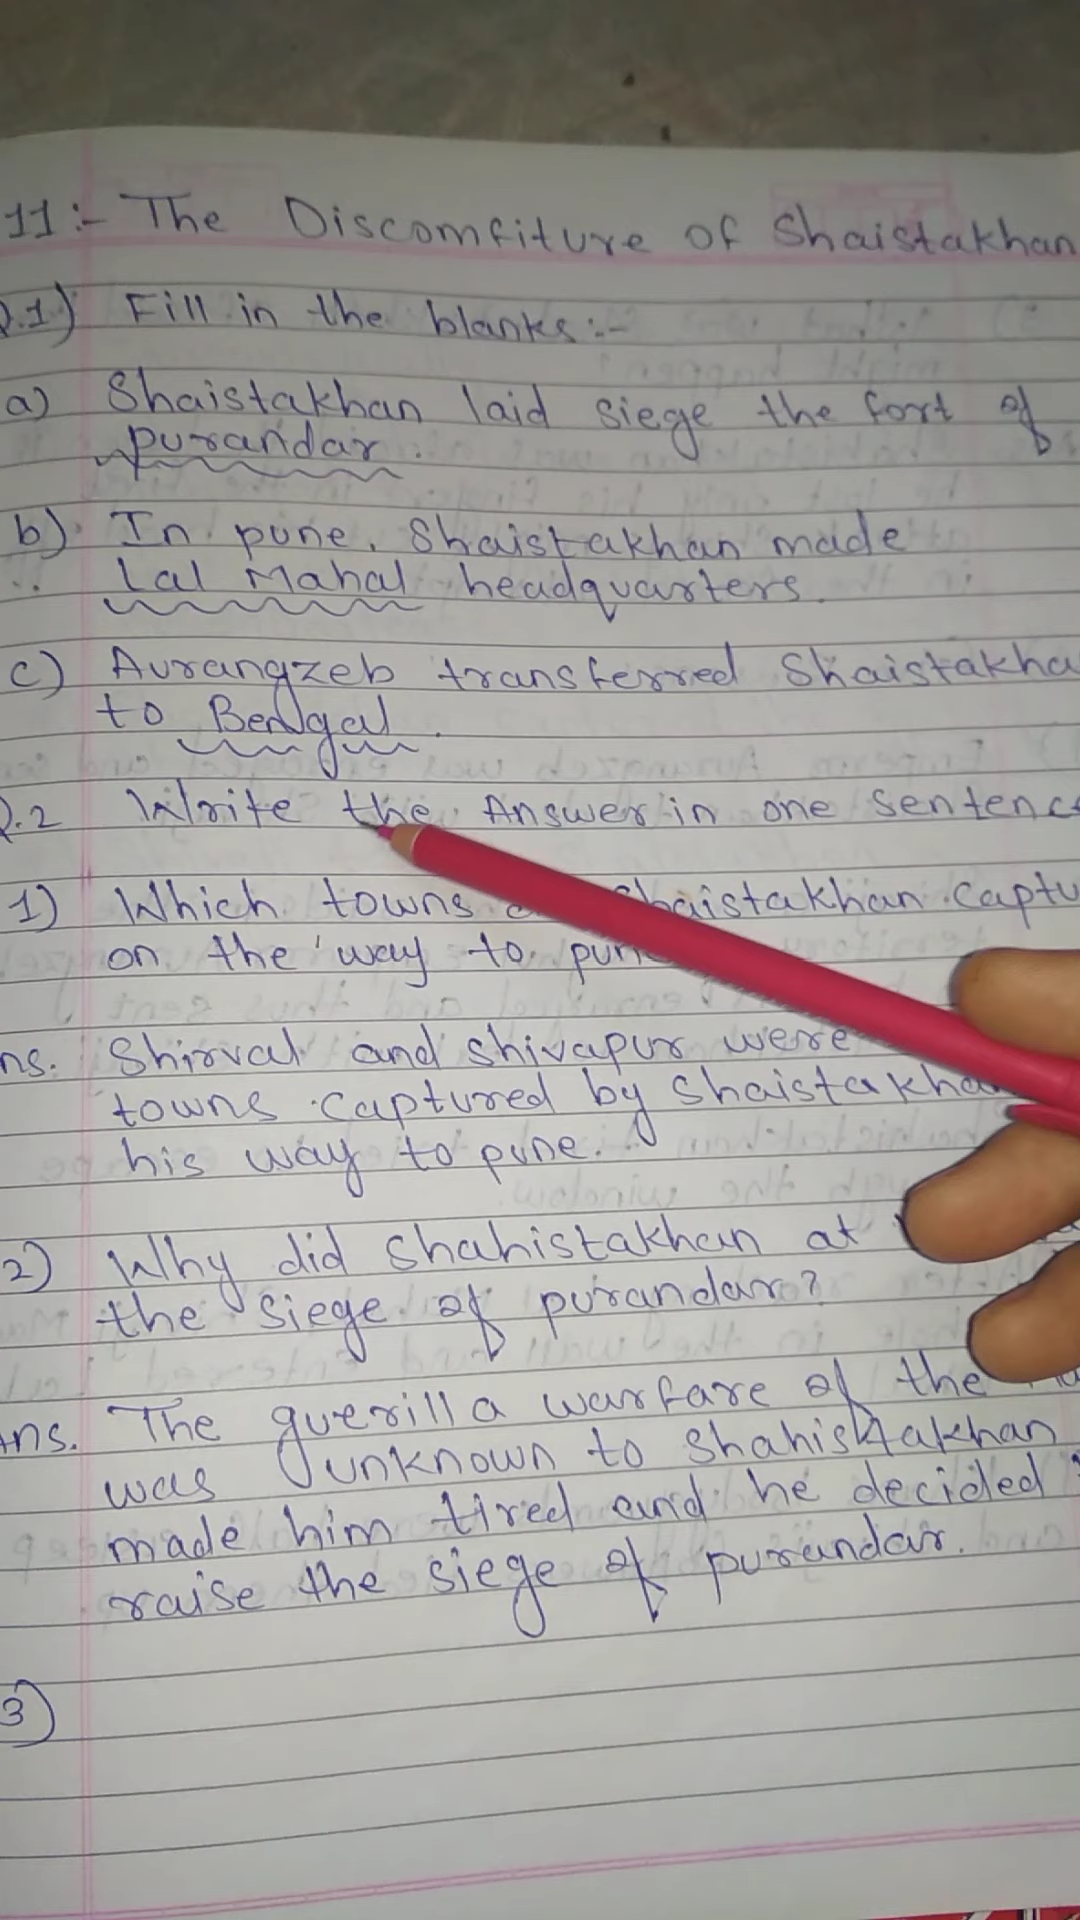 11:- The Discomfiture of Shaistakhan
Q.1) Fill in the blanks:-
a) Shaistakhan laid siege the fort of
purandar.
b) In pune, Shaistakhan made
Lal Mahal headquarters.
c) Aurangzeb transferred Shaistakha
to Bengal.
Q.2 Write the Answer in one sentence
1) Which towns Shaistakhan captu
on the way to pune
ns. Shirval and shivapur were
towns captured by Shaistakha
his way to pune.
2) Why did shahistakhan at
the siege of purandar?
Ans. The guerilla warfare of the
was unknown to shahistakhan
made him tired and he decided
raise the siege of purandar.
3)